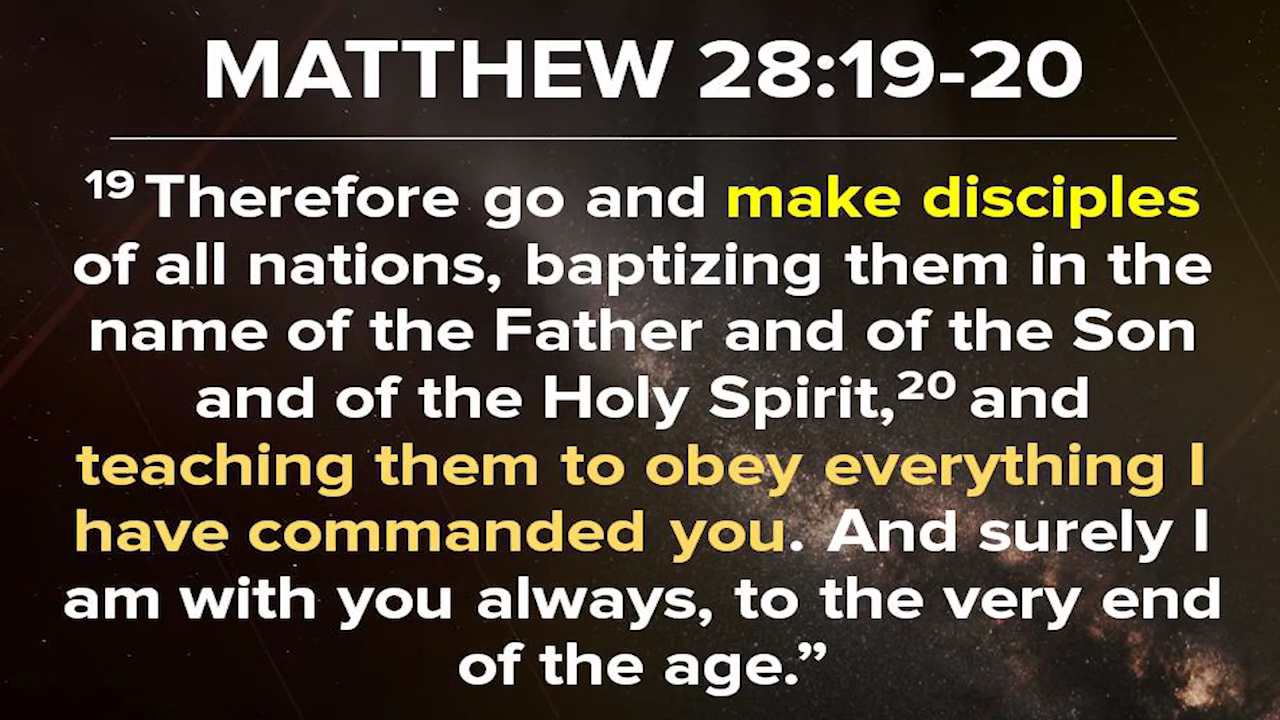 MATTHEW 28:19-20
¹⁹ Therefore go and make disciples
of all nations, baptizing them in the
name of the Father and of the Son
and of the Holy Spirit,²⁰ and
teaching them to obey everything I
have commanded you. And surely I
am with you always, to the very end
of the age.”